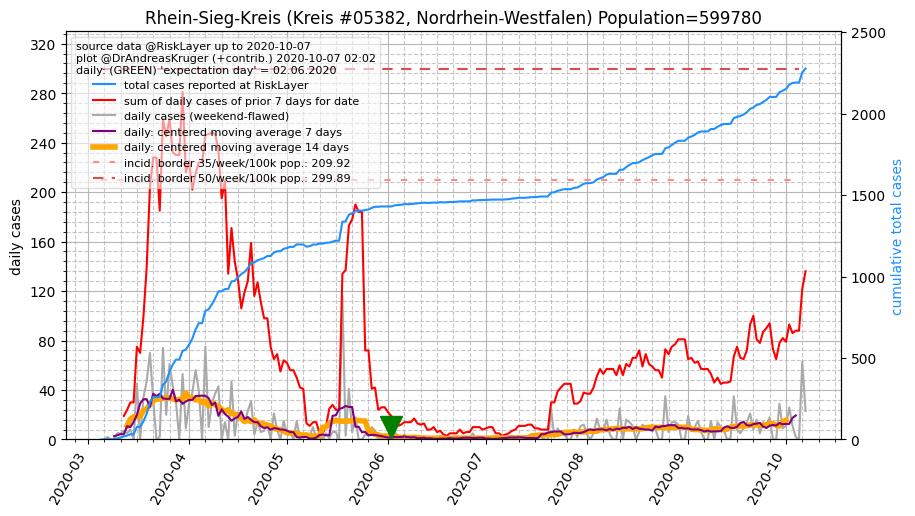 Rhein-Sieg-Kreis (Kreis #05382, Nordrhein-Westfalen) Population=599780
source data @RiskLayer up to 2020-10-07
plot @DrAndreasKruger (+contrib.) 2020-10-07 02:02
daily: (GREEN) 'expectation day' = 02.06.2020
total cases reported at RiskLayer
sum of daily cases of prior 7 days for date
daily cases (weekend-flawed)
daily: centered moving average 7 days
daily: centered moving average 14 days
incid. border 35/week/100k pop.: 209.92
incid. border 50/week/100k pop.: 299.89
daily cases
320
280
240
200
160
120
80
40
0
cumulative total cases
2500
2000
1500
1000
500
0
2020-03
2020-04
2020-05
2020-06
2020-07
2020-08
2020-09
2020-10